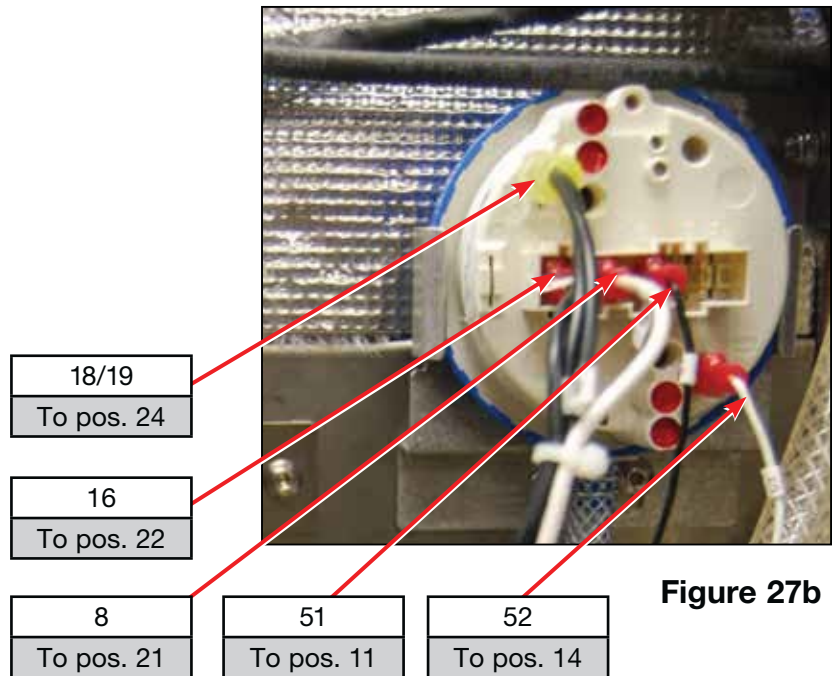 18/19
To pos. 24
16
To pos. 22
8
To pos. 21
51
To pos. 11
52
To pos. 14
Figure 27b